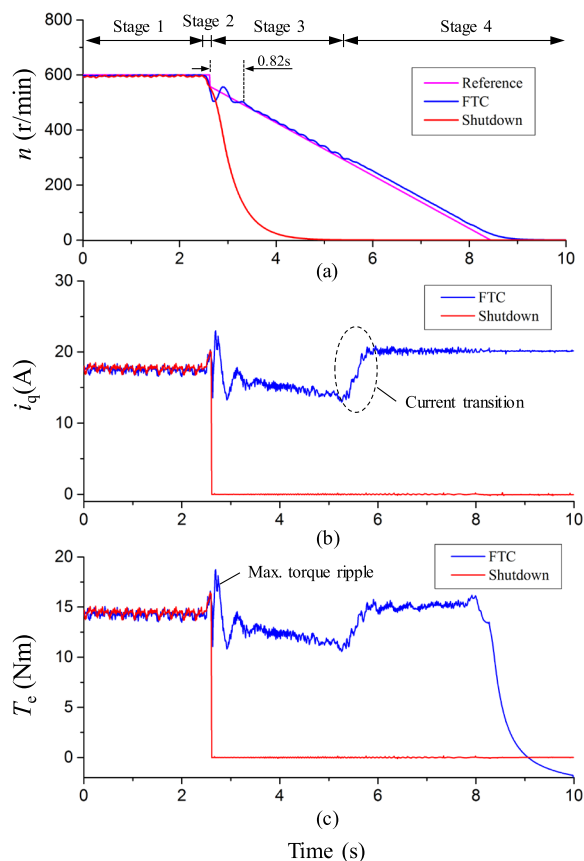 Stage 1 Stage 2 Stage 3 Stage 4
0.82s
800
600
400
200
0
n (r/min)
Reference
FTC
Shutdown
0 2 4 6 8 10
(a)
30
20
10
0
i_q(A)
FTC
Shutdown
Current transition
0 2 4 6 8 10
(b)
20
15
10
5
0
T_e (Nm)
Max. torque ripple
FTC
Shutdown
0 2 4 6 8 10
(c)
Time (s)